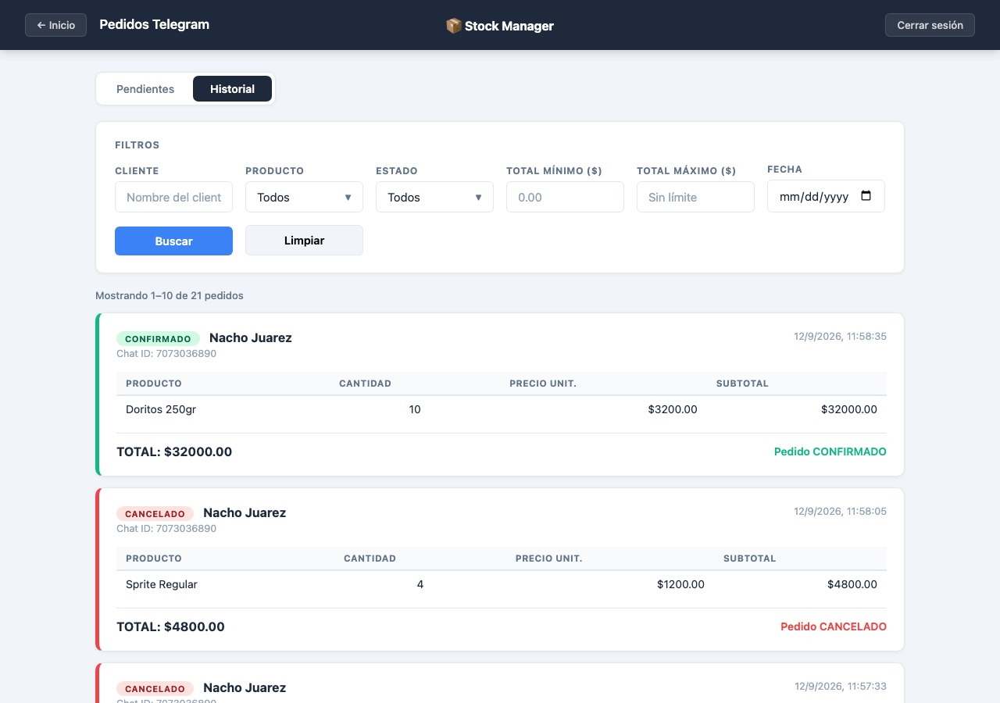 ← Inicio
Pedidos Telegram
Stock Manager
Cerrar sesión
Pendientes
Historial
FILTROS
CLIENTE
PRODUCTO
ESTADO
TOTAL MÍNIMO ($)
TOTAL MÁXIMO ($)
FECHA
Nombre del client
Todos
Todos
0.00
Sin límite
mm/dd/yyyy
Buscar
Limpiar
Mostrando 1–10 de 21 pedidos
CONFIRMADO Nacho Juarez 12/9/2026, 11:58:35
Chat ID: 7073036890
PRODUCTO CANTIDAD PRECIO UNIT. SUBTOTAL
Doritos 250gr 10 $3200.00 $32000.00
TOTAL: $32000.00 Pedido CONFIRMADO
CANCELADO Nacho Juarez 12/9/2026, 11:58:05
Chat ID: 7073036890
PRODUCTO CANTIDAD PRECIO UNIT. SUBTOTAL
Sprite Regular 4 $1200.00 $4800.00
TOTAL: $4800.00 Pedido CANCELADO
CANCELADO Nacho Juarez 12/9/2026, 11:57:33
Chat ID: 7073036890